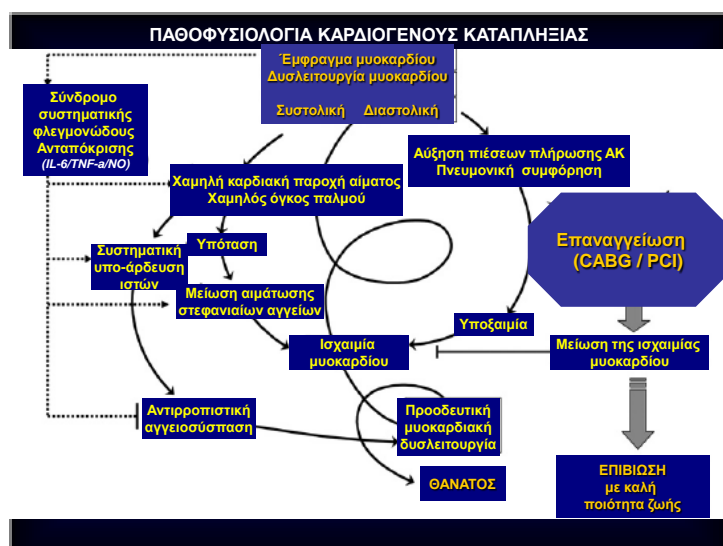 ΠΑΘΟΦΥΣΙΟΛΟΓΙΑ ΚΑΡΔΙΟΓΕΝΟΥΣ ΚΑΤΑΠΛΗΞΙΑΣ
Έμφραγμα μυοκαρδίου
Δυσλειτουργία μυοκαρδίου
Συστολική Διαστολική
Σύνδρομο
συστηματικής
φλεγμονώδους
Ανταπόκρισης
(IL-6/TNF-a/NO)
Αύξηση πιέσεων πλήρωσης ΑΚ
Πνευμονική συμφόρηση
Χαμηλή καρδιακή παροχή αίματος
Χαμηλός όγκος παλμού
Επαναγγείωση
(CABG / PCI)
Συστηματική
υπο-άρδευση
ιστών
Υπόταση
Μείωση αιμάτωσης
στεφανιαίων αγγείων
Υποξαιμία
Ισχαιμία
μυοκαρδίου
Μείωση της ισχαιμίας
μυοκαρδίου
Αντιρροπιστική
αγγειοσύσπαση
Προοδευτική
μυοκαρδιακή
δυσλειτουργία
ΘΑΝΑΤΟΣ
ΕΠΙΒΙΩΣΗ
με καλή
ποιότητα ζωής